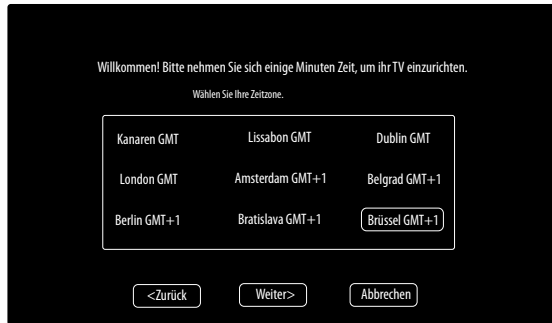 Willkommen! Bitte nehmen Sie sich einige Minuten Zeit, um ihr TV einzurichten.
Wählen Sie Ihre Zeitzone.
Kanaren GMT Lissabon GMT Dublin GMT
London GMT Amsterdam GMT+1 Belgrad GMT+1
Berlin GMT+1 Bratislava GMT+1 Brüssel GMT+1
<Zurück Weiter> Abbrechen